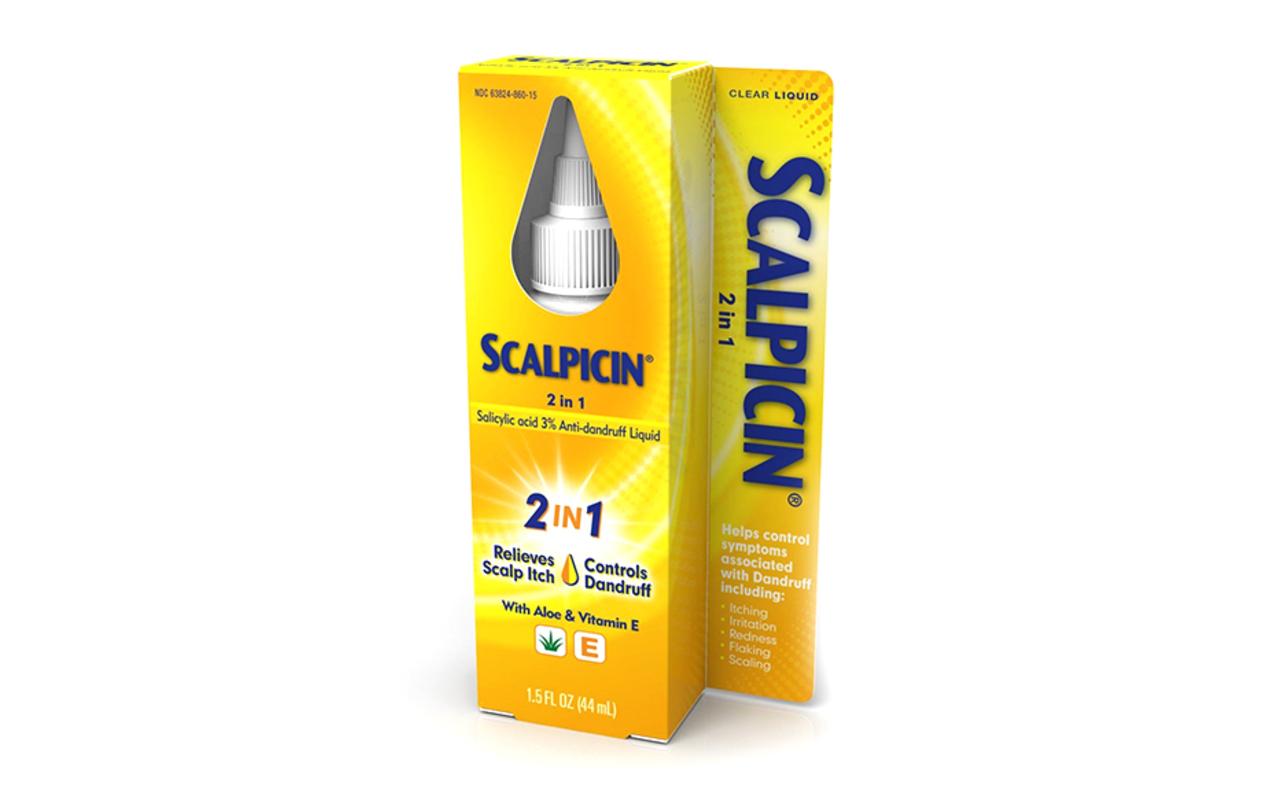 SCALPICIN
NDC 63824-860-15
SCALPICIN®
2 in 1
Salicylic acid 3% Anti-dandruff Liquid
2 IN 1
Relieves
Scalp Itch
Controls
Dandruff
With Aloe & Vitamin E
E
1.5 FL OZ (44 mL)
CLEAR LIQUID
SCALPICIN®
2 in 1
Helps control
symptoms
associated
with Dandruff
including:
• Itching
• Irritation
• Redness
• Flaking
• Scaling